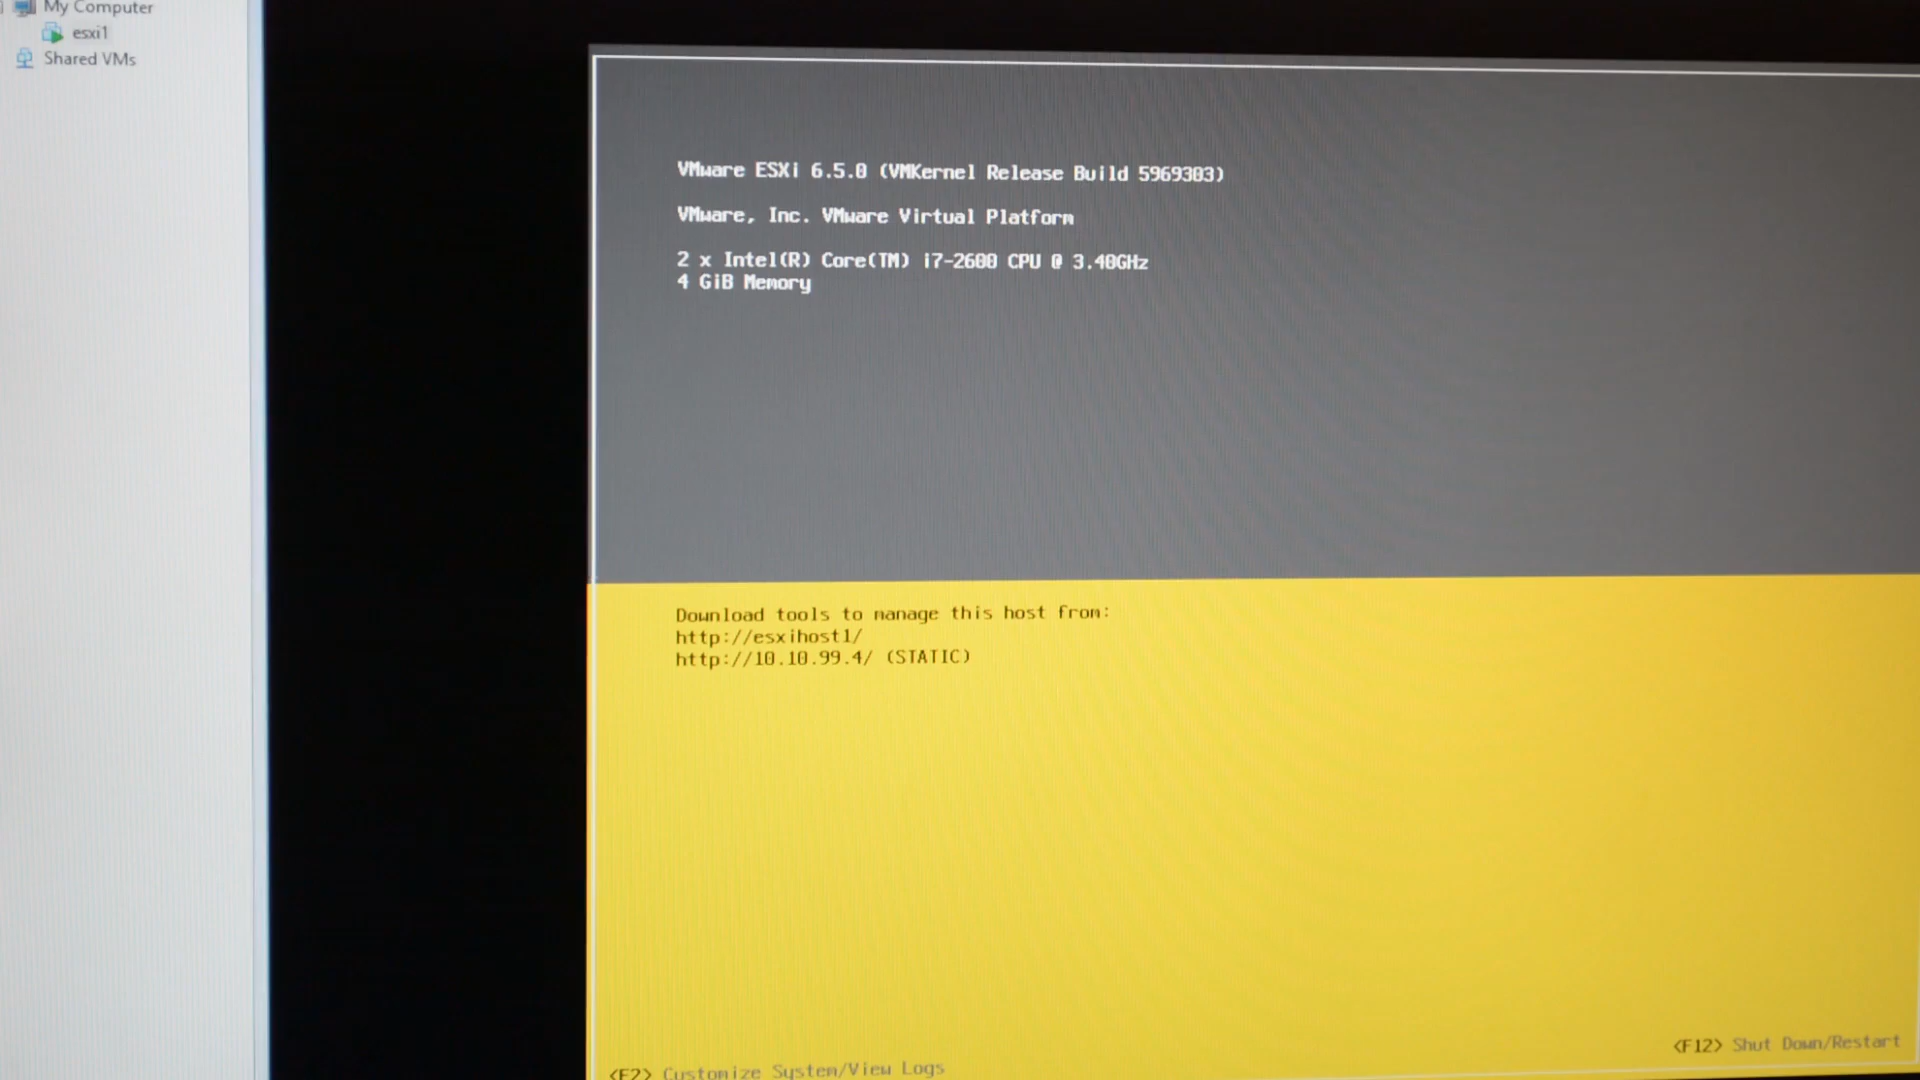 My Computer
esxi1
Shared VMs
VMware ESXi 6.5.0 (VMKernel Release Build 5969303)
VMware, Inc. VMware Virtual Platform
2 x Intel(R) Core(TM) i7-2600 CPU @ 3.40GHz
4 GiB Memory
Download tools to manage this host from:
http://esxihost1/
http://10.10.99.4/ (STATIC)
<F2> Customize System/View Logs
<F12> Shut Down/Restart